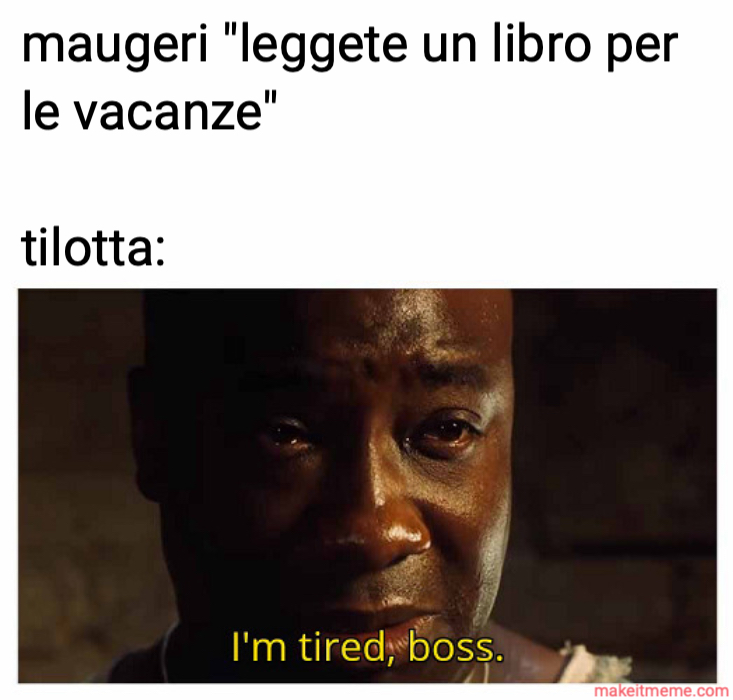 maugeri "leggete un libro per
le vacanze"
tilotta:
I'm tired, boss.
makeitmeme.com